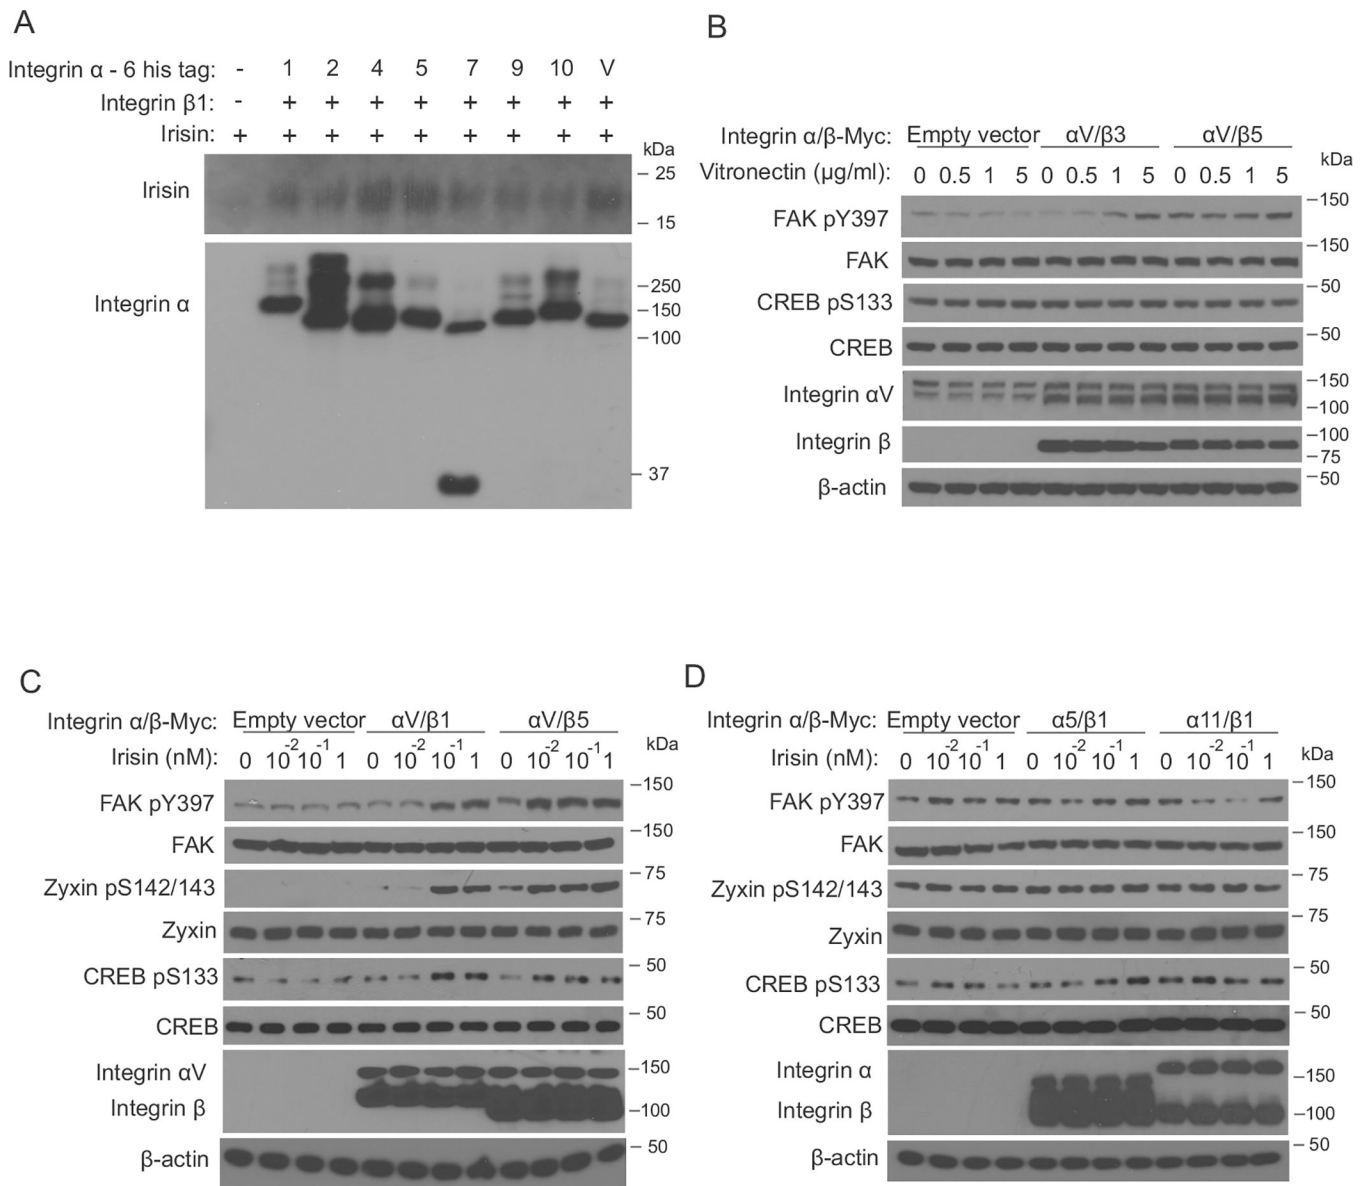 A
Integrin α - 6 his tag: - 1 2 4 5 7 9 10 V
Integrin β1: - + + + + + + + +
Irisin: + + + + + + + + +
kDa
Irisin
25
15
Integrin α
250
150
100
37
B
Integrin α/β-Myc: Empty vector αV/β3 αV/β5
Vitronectin (μg/ml): 0 0.5 1 5 0 0.5 1 5 0 0.5 1 5
kDa
FAK pY397
150
FAK
150
CREB pS133
50
CREB
50
Integrin αV
150
100
Integrin β
100
75
β-actin
50
C
Integrin α/β-Myc: Empty vector αV/β1 αV/β5
Irisin (nM): 0 10⁻² 10⁻¹ 1 0 10⁻² 10⁻¹ 1 0 10⁻² 10⁻¹ 1
kDa
FAK pY397
150
FAK
150
Zyxin pS142/143
75
Zyxin
75
CREB pS133
50
CREB
50
Integrin αV
150
Integrin β
100
β-actin
50
D
Integrin α/β-Myc: Empty vector α5/β1 α11/β1
Irisin (nM): 0 10⁻² 10⁻¹ 1 0 10⁻² 10⁻¹ 1 0 10⁻² 10⁻¹ 1
kDa
FAK pY397
150
FAK
150
Zyxin pS142/143
75
Zyxin
75
CREB pS133
50
CREB
50
Integrin α
150
Integrin β
100
β-actin
50